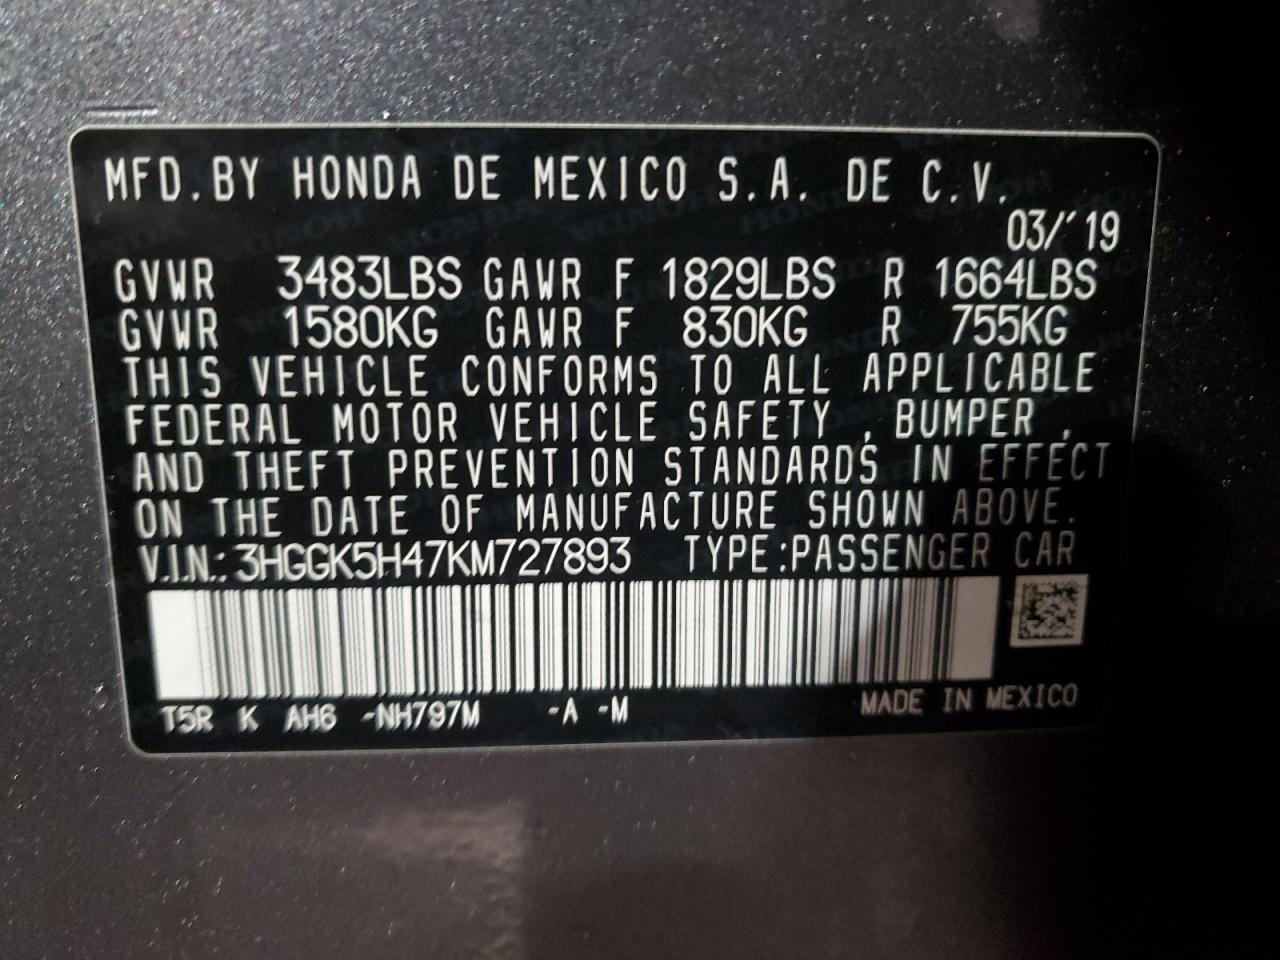 MFD.BY HONDA DE MEXICO S.A. DE C.V.
03/'19
GVWR 3483LBS GAWR F 1829LBS R 1664LBS
GVWR 1580KG GAWR F 830KG R 755KG
THIS VEHICLE CONFORMS TO ALL APPLICABLE
FEDERAL MOTOR VEHICLE SAFETY , BUMPER ,
AND THEFT PREVENTION STANDARDS IN EFFECT
ON THE DATE OF MANUFACTURE SHOWN ABOVE.
V.I.N.: 3HGGK5H47KM727893 TYPE:PASSENGER CAR
T5R K AH6 -NH797M -A -M MADE IN MEXICO